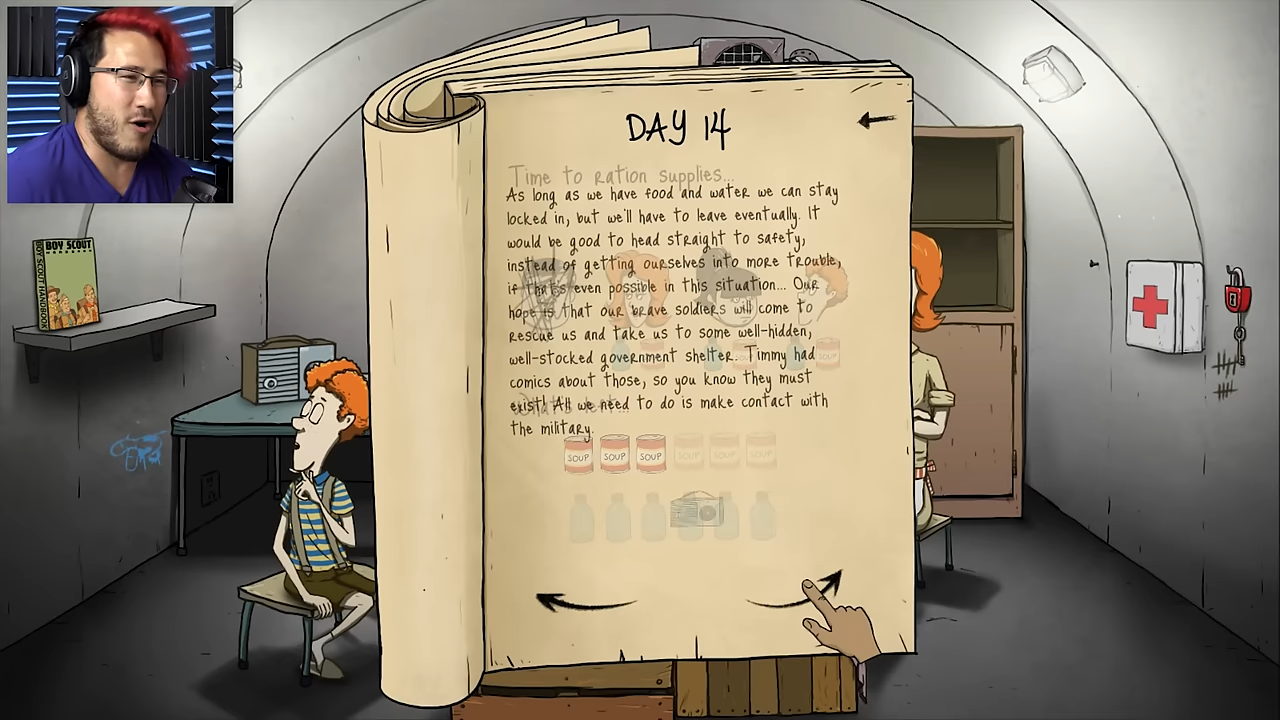 DAY 14
Time to ration supplies...
As long as we have food and water we can stay
locked in, but we'll have to leave eventually. It
would be good to head straight to safety,
instead of getting ourselves into more trouble,
if that's even possible in this situation... Our
hope is that our brave soldiers will come to
rescue us and take us to some well-hidden,
well-stocked government shelter. Timmy had
comics about those, so you know they must
exist! All we need to do is make contact with
the military.
SOUP SOUP SOUP SOUP SOUP SOUP
BOY SCOUT
BOY SCOUT HANDBOOK